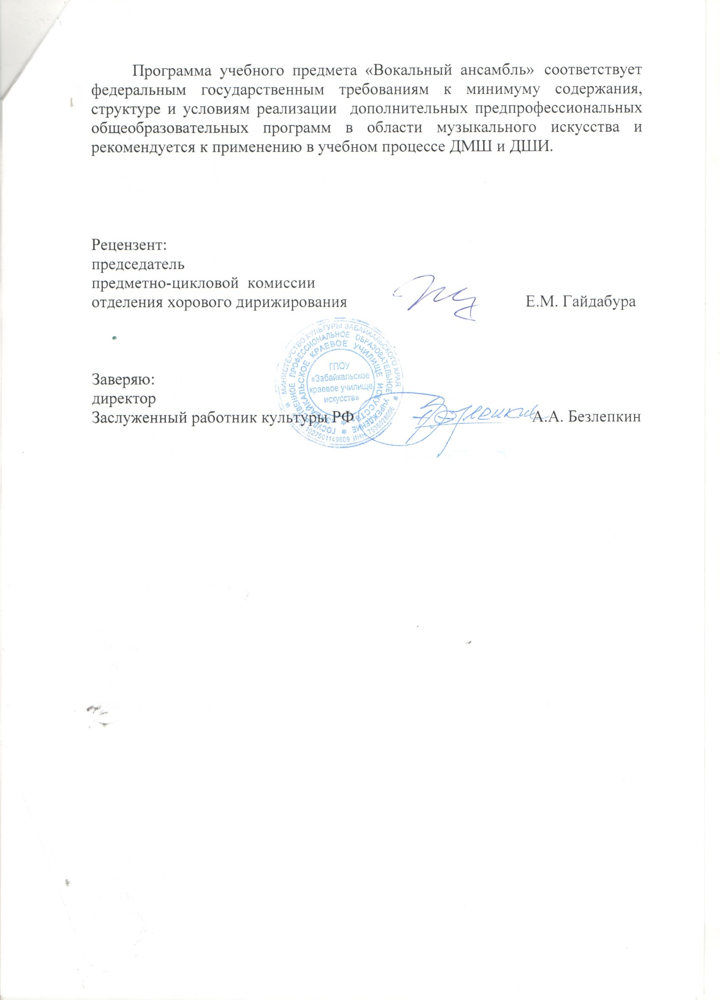 Программа учебного предмета «Вокальный ансамбль» соответствует
федеральным государственным требованиям к минимуму содержания,
структуре и условиям реализации дополнительных предпрофессиональных
общеобразовательных программ в области музыкального искусства и
рекомендуется к применению в учебном процессе ДМШ и ДШИ.
Рецензент:
председатель
предметно-цикловой комиссии
отделения хорового дирижирования Е.М. Гайдабура
МИНИСТЕРСТВО КУЛЬТУРЫ ЗАБАЙКАЛЬСКОГО КРАЯ
1027501149609 ИНН 7536028096
ГОСУДАРСТВЕННОЕ ПРОФЕССИОНАЛЬНОЕ ОБРАЗОВАТЕЛЬНОЕ УЧРЕЖДЕНИЕ
ЗАБАЙКАЛЬСКОЕ КРАЕВОЕ УЧИЛИЩЕ ИСКУССТВ
ГПОУ
«Забайкальское
краевое училище
искусств»
Заверяю:
директор
Заслуженный работник культуры РФ А.А. Безлепкин